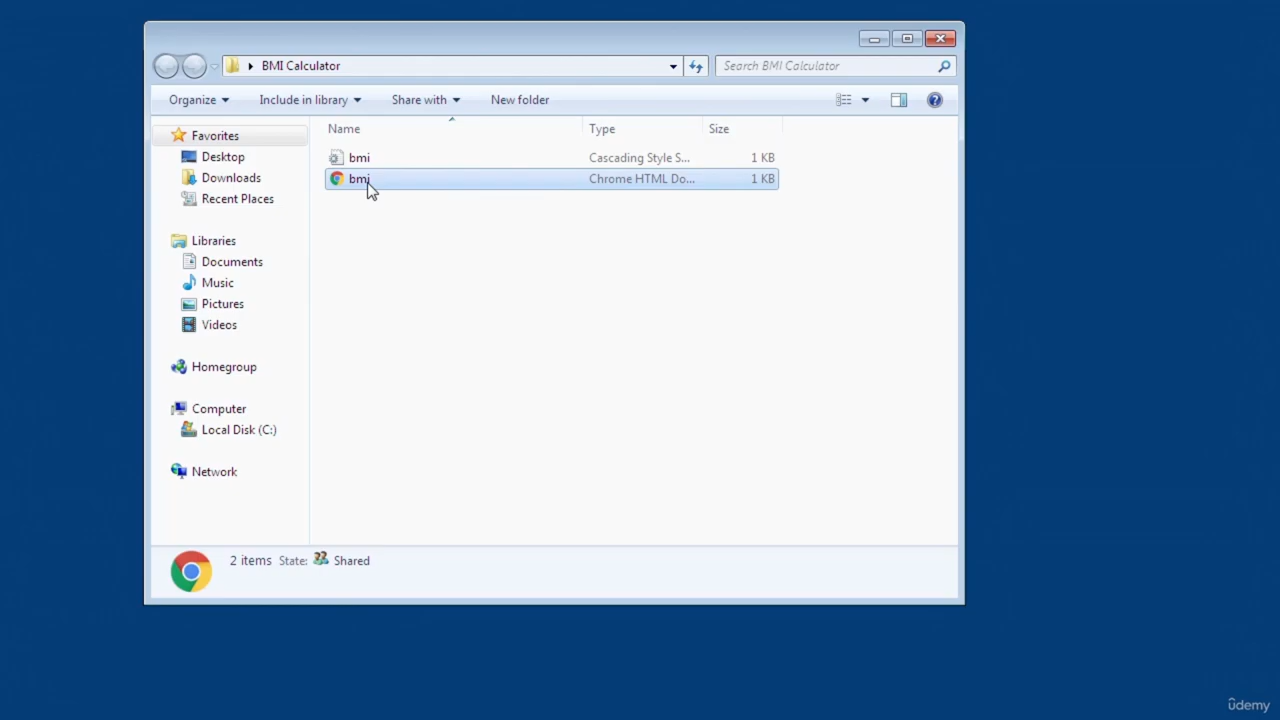 BMI Calculator
Search BMI Calculator
Organize Include in library Share with New folder
Name Type Size
Favorites
Desktop
Downloads
Recent Places
Libraries
Documents
Music
Pictures
Videos
Homegroup
Computer
Local Disk (C:)
Network
bmi Cascading Style S... 1 KB
bmi Chrome HTML Do... 1 KB
2 items State: Shared
ûdemy